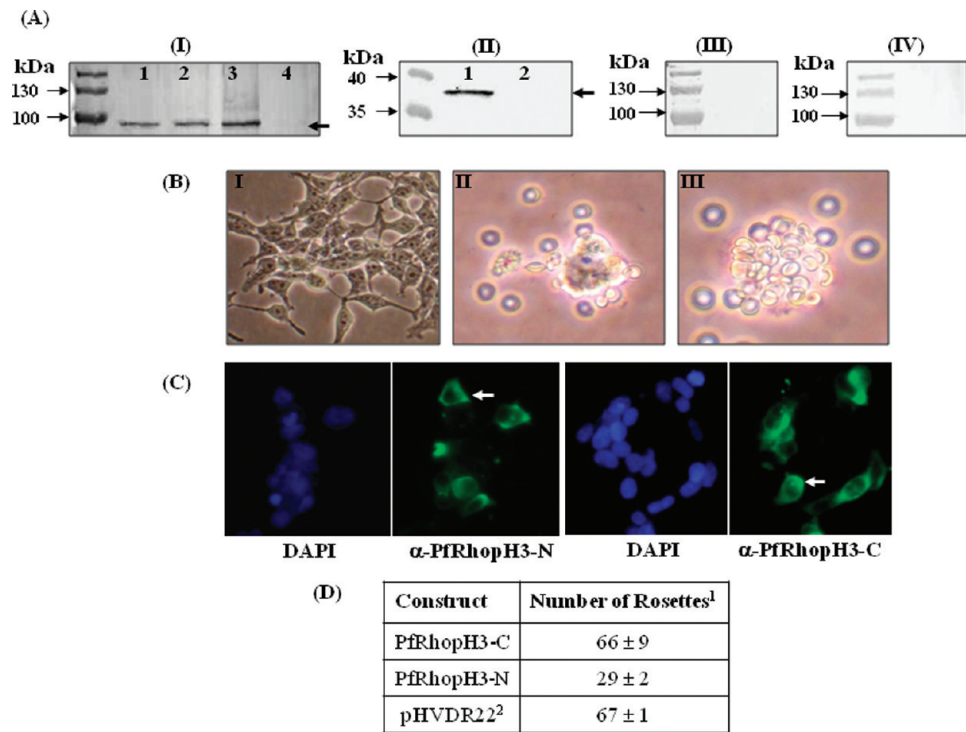 (A)
(I) (II) (III) (IV)
kDa 1 2 3 4
130
100
kDa 1 2
40
35
kDa
130
100
kDa
130
100
(B) I II III
(C)
DAPI α-PfRhopH3-N DAPI α-PfRhopH3-C
(D)
Construct Number of Rosettes¹
PfRhopH3-C 66 ± 9
PfRhopH3-N 29 ± 2
pHVDR22² 67 ± 1